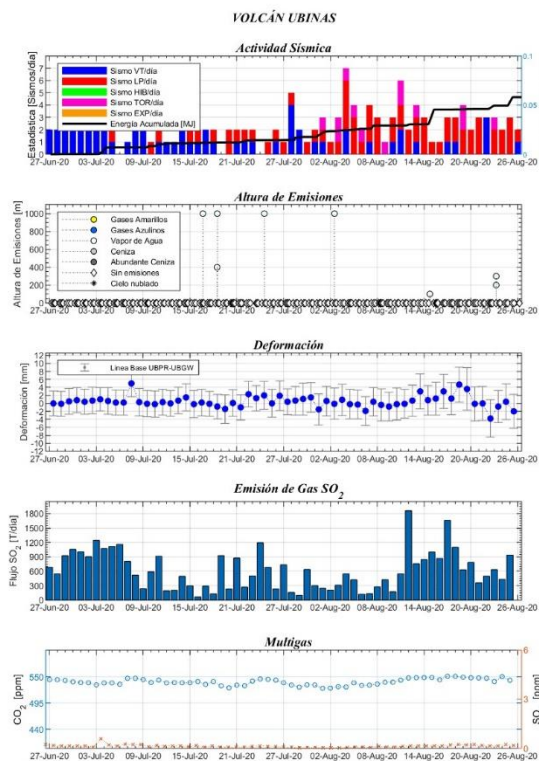 VOLCÁN UBINAS
Actividad Sísmica
Estadística [Sismos/día]
7
6
5
4
3
2
1
0
Sismo VT/día
Sismo LP/día
Sismo HIB/día
Sismo TOR/día
Sismo EXP/día
Energía Acumulada [MJ]
0.1
0.05
0
27-Jun-20 03-Jul-20 09-Jul-20 15-Jul-20 21-Jul-20 27-Jul-20 02-Aug-20 08-Aug-20 14-Aug-20 20-Aug-20 26-Aug-20
Altura de Emisiones
Altura de Emisiones [m]
1000
800
600
400
200
0
Gases Amarillos
Gases Azulinos
Vapor de Agua
Ceniza
Abundante Ceniza
Sin emisiones
Cielo nublado
27-Jun-20 03-Jul-20 09-Jul-20 15-Jul-20 21-Jul-20 27-Jul-20 02-Aug-20 08-Aug-20 14-Aug-20 20-Aug-20 26-Aug-20
Deformación
Deformación [mm]
12
10
8
6
4
2
0
-2
-4
-6
-8
-10
-12
Linea Base UBPR-UBGW
27-Jun-20 03-Jul-20 09-Jul-20 15-Jul-20 21-Jul-20 27-Jul-20 02-Aug-20 08-Aug-20 14-Aug-20 20-Aug-20 26-Aug-20
Emisión de Gas SO2
Flujo SO2 [T/día]
1800
1500
1200
900
600
300
0
27-Jun-20 03-Jul-20 09-Jul-20 15-Jul-20 21-Jul-20 27-Jul-20 02-Aug-20 08-Aug-20 14-Aug-20 20-Aug-20 26-Aug-20
Multigas
CO2 [ppm]
550
495
440
6
4
2
0
SO2 [ppm]
27-Jun-20 03-Jul-20 09-Jul-20 15-Jul-20 21-Jul-20 27-Jul-20 02-Aug-20 08-Aug-20 14-Aug-20 20-Aug-20 26-Aug-20